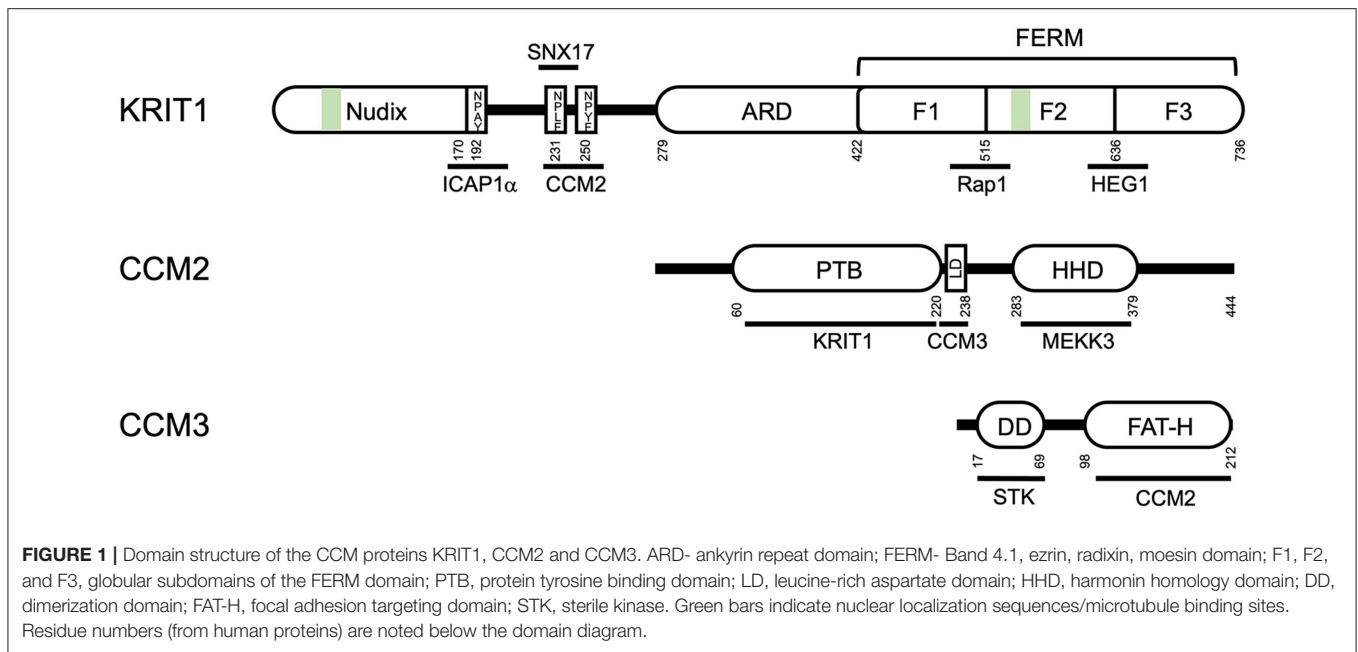 SNX17
FERM
KRIT1
Nudix
NPAY
NPLF
NPYF
ARD
F1
F2
F3
170
192
231
250
279
422
515
636
736
ICAP1α
CCM2
Rap1
HEG1
CCM2
PTB
LD
HHD
60
220
238
283
379
444
KRIT1
CCM3
MEKK3
CCM3
DD
FAT-H
17
69
98
212
STK
CCM2
FIGURE 1 | Domain structure of the CCM proteins KRIT1, CCM2 and CCM3. ARD- ankyrin repeat domain; FERM- Band 4.1, ezrin, radixin, moesin domain; F1, F2,
and F3, globular subdomains of the FERM domain; PTB, protein tyrosine binding domain; LD, leucine-rich aspartate domain; HHD, harmonin homology domain; DD,
dimerization domain; FAT-H, focal adhesion targeting domain; STK, sterile kinase. Green bars indicate nuclear localization sequences/microtubule binding sites.
Residue numbers (from human proteins) are noted below the domain diagram.